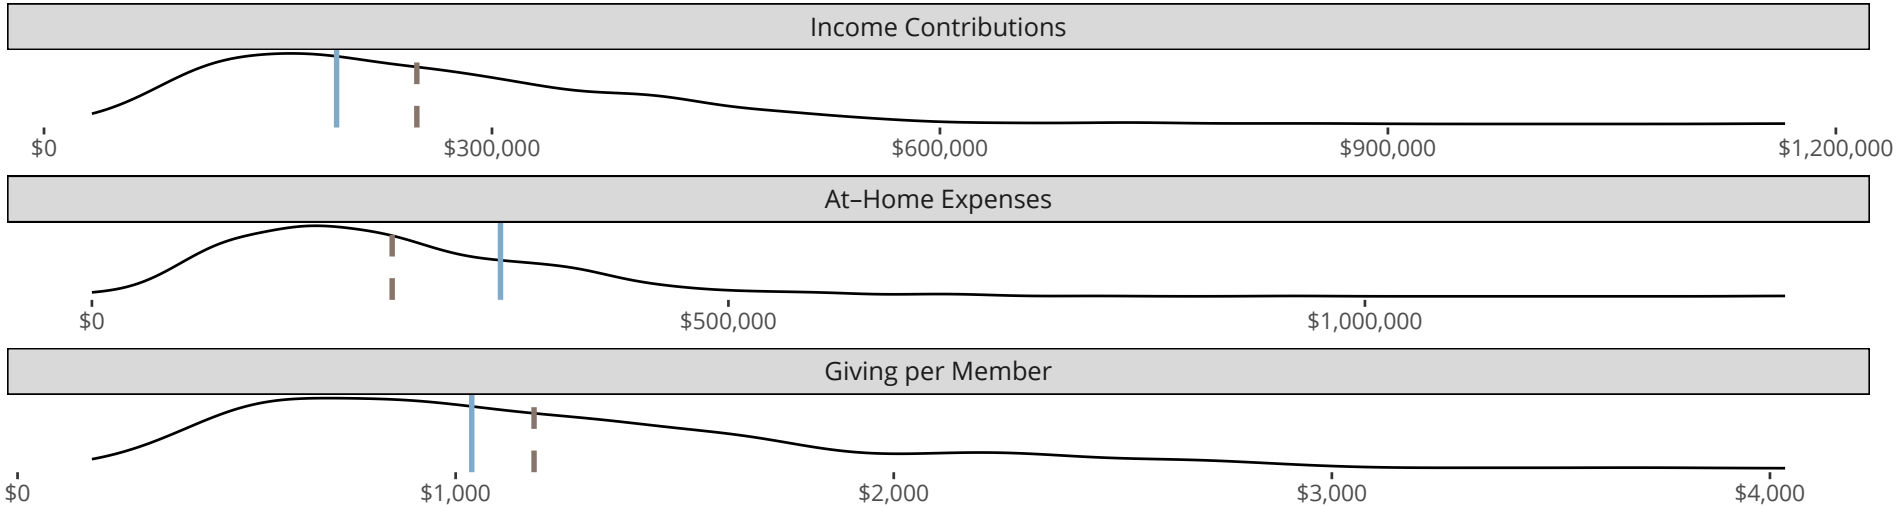 Income Contributions
$0 $300,000 $600,000 $900,000 $1,200,000
At–Home Expenses
$0 $500,000 $1,000,000
Giving per Member
$0 $1,000 $2,000 $3,000 $4,000